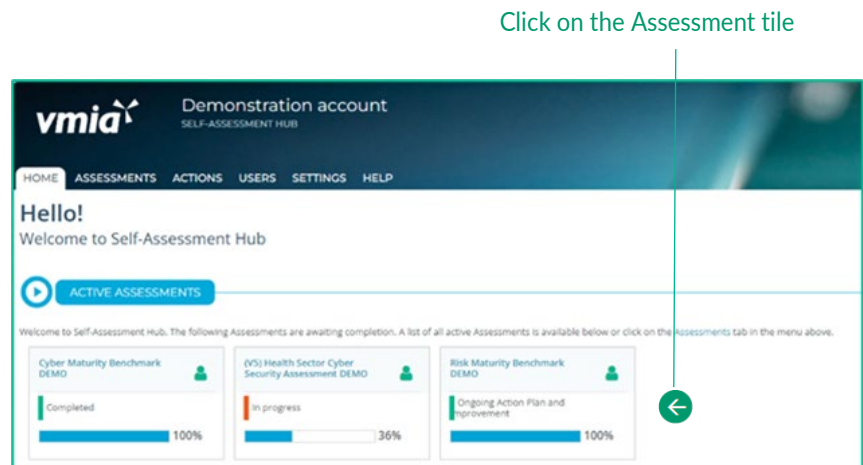 Click on the Assessment tile
vmia
Demonstration account
SELF-ASSESSMENT HUB
HOME ASSESSMENTS ACTIONS USERS SETTINGS HELP
Hello!
Welcome to Self-Assessment Hub
ACTIVE ASSESSMENTS
Welcome to Self-Assessment Hub. The following Assessments are awaiting completion. A list of all active Assessments is available below or click on the Assessments tab in the menu above.
Cyber Maturity Benchmark
DEMO
Completed
100%
(V5) Health Sector Cyber
Security Assessment DEMO
In progress
36%
Risk Maturity Benchmark
DEMO
Ongoing Action Plan and
mprovement
100%